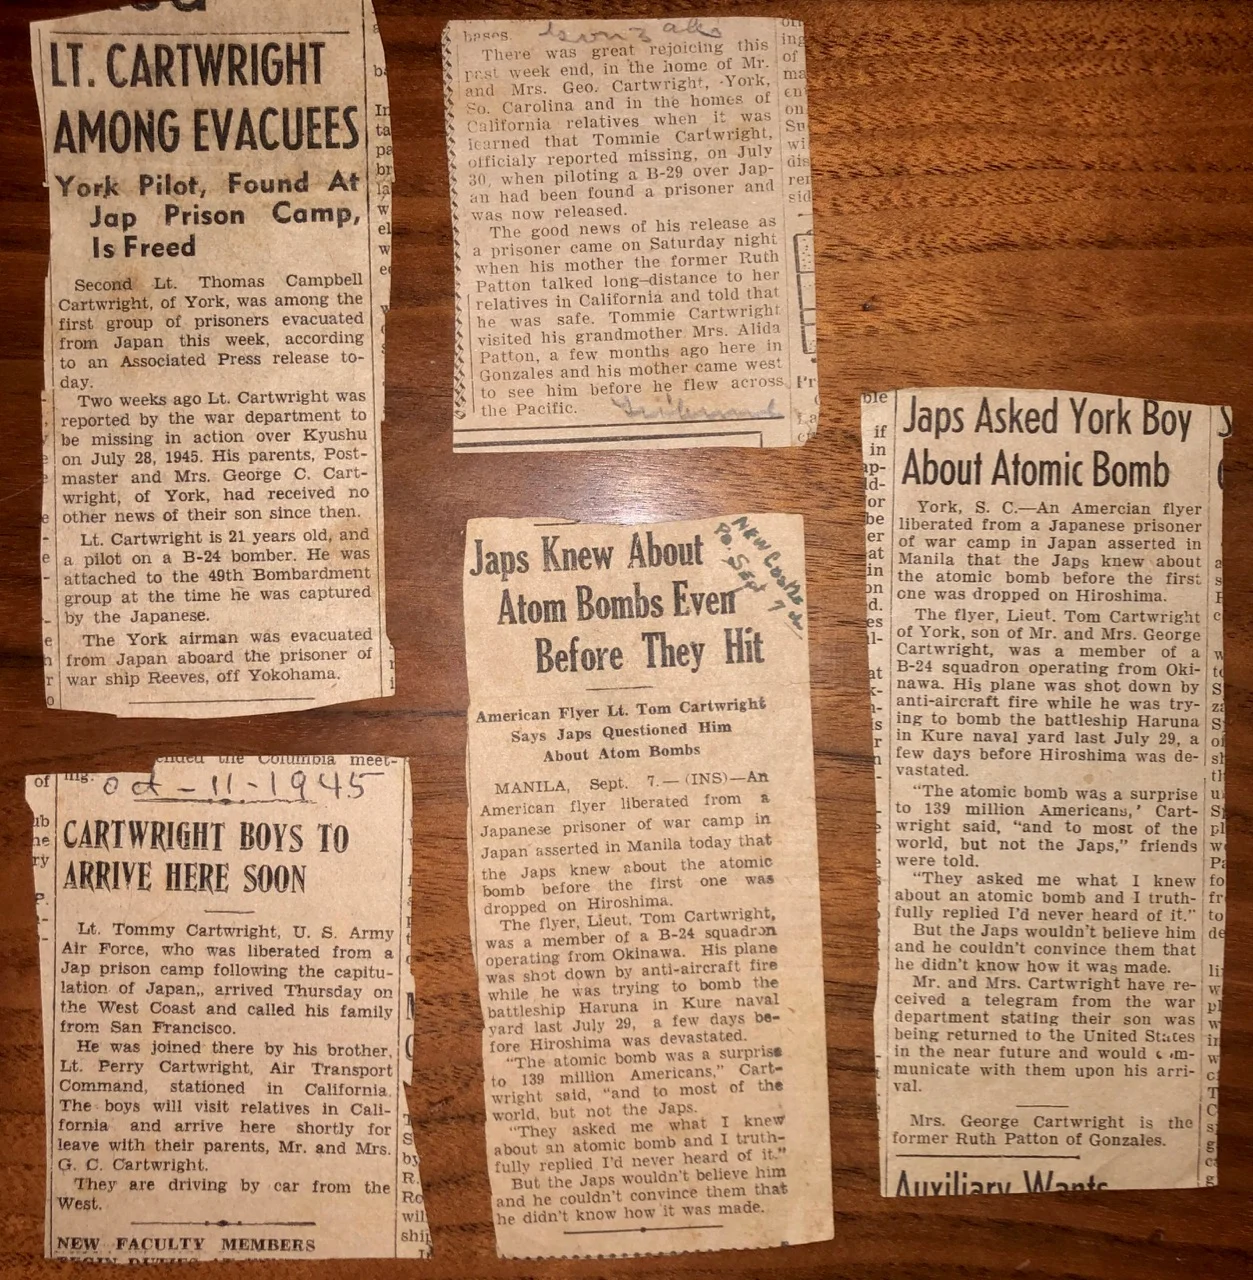 LT. CARTWRIGHT
AMONG EVACUEES
York Pilot, Found At
Jap Prison Camp,
Is Freed
Second Lt. Thomas Campbell
Cartwright, of York, was among the
first group of prisoners evacuated
from Japan this week, according
to an Associated Press release to-
day.
Two weeks ago Lt. Cartwright was
reported by the war department to
be missing in action over Kyushu
on July 28, 1945. His parents, Post-
master and Mrs. George C. Cart-
wright, of York, had received no
other news of their son since then.
Lt. Cartwright is 21 years old, and
a pilot on a B-24 bomber. He was
attached to the 49th Bombardment
group at the time he was captured
by the Japanese.
The York airman was evacuated
from Japan aboard the prisoner of
war ship Reeves, off Yokohama.
bases. Gonzales
There was great rejoicing this
past week end, in the home of Mr.
and Mrs. Geo. Cartwright, -York,
So. Carolina and in the homes of
California relatives when it was
learned that Tommie Cartwright,
officialy reported missing, on July
30, when piloting a B-29 over Jap-
an had been found a prisoner and
was now released.
The good news of his release as
a prisoner came on Saturday night
when his mother the former Ruth
Patton talked long-distance to her
relatives in California and told that
he was safe. Tommie Cartwright
visited his grandmother Mrs. Alida
Patton, a few months ago here in
Gonzales and his mother came west
to see him before he flew across
the Pacific. Tribune
Japs Asked York Boy
About Atomic Bomb
York, S. C.—An Amercian flyer
liberated from a Japanese prisoner
of war camp in Japan asserted in
Manila that the Japs knew about
the atomic bomb before the first
one was dropped on Hiroshima.
The flyer, Lieut. Tom Cartwright
of York, son of Mr. and Mrs. George
Cartwright, was a member of a
B-24 squadron operating from Oki-
nawa. His plane was shot down by
anti-aircraft fire while he was try-
ing to bomb the battleship Haruna
in Kure naval yard last July 29, a
few days before Hiroshima was de-
vastated.
"The atomic bomb was a surprise
to 139 million Americans,' Cart-
wright said, "and to most of the
world, but not the Japs," friends
were told.
"They asked me what I knew
about an atomic bomb and I truth-
fully replied I'd never heard of it."
But the Japs wouldn't believe him
and he couldn't convince them that
he didn't know how it was made.
Mr. and Mrs. Cartwright have re-
ceived a telegram from the war
department stating their son was
being returned to the United States
in the near future and would com-
municate with them upon his arri-
val.
Mrs. George Cartwright is the
former Ruth Patton of Gonzales.
Auxiliary Wants
New Castle
Pa. Sept 7
Japs Knew About
Atom Bombs Even
Before They Hit
American Flyer Lt. Tom Cartwright
Says Japs Questioned Him
About Atom Bombs
MANILA, Sept. 7.—(INS)—An
American flyer liberated from a
Japanese prisoner of war camp in
Japan asserted in Manila today that
the Japs knew about the atomic
bomb before the first one was
dropped on Hiroshima.
The flyer, Lieut. Tom Cartwright,
was a member of a B-24 squadron
operating from Okinawa. His plane
was shot down by anti-aircraft fire
while he was trying to bomb the
battleship Haruna in Kure naval
yard last July 29, a few days be-
fore Hiroshima was devastated.
"The atomic bomb was a surprise
to 139 million Americans," Cart-
wright said, "and to most of the
world, but not the Japs.
"They asked me what I knew
about an atomic bomb and I truth-
fully replied I'd never heard of it."
But the Japs wouldn't believe him
and he couldn't convince them that
he didn't know how it was made.
the Columbia meet-
ing.
oct-11-1945
CARTWRIGHT BOYS TO
ARRIVE HERE SOON
Lt. Tommy Cartwright, U. S. Army
Air Force, who was liberated from a
Jap prison camp following the capitu-
lation of Japan,, arrived Thursday on
the West Coast and called his family
from San Francisco.
He was joined there by his brother,
Lt. Perry Cartwright, Air Transport
Command, stationed in California.
The boys will visit relatives in Cali-
fornia and arrive here shortly for
leave with their parents, Mr. and Mrs.
G. C. Cartwright.
They are driving by car from the
West.
NEW FACULTY MEMBERS